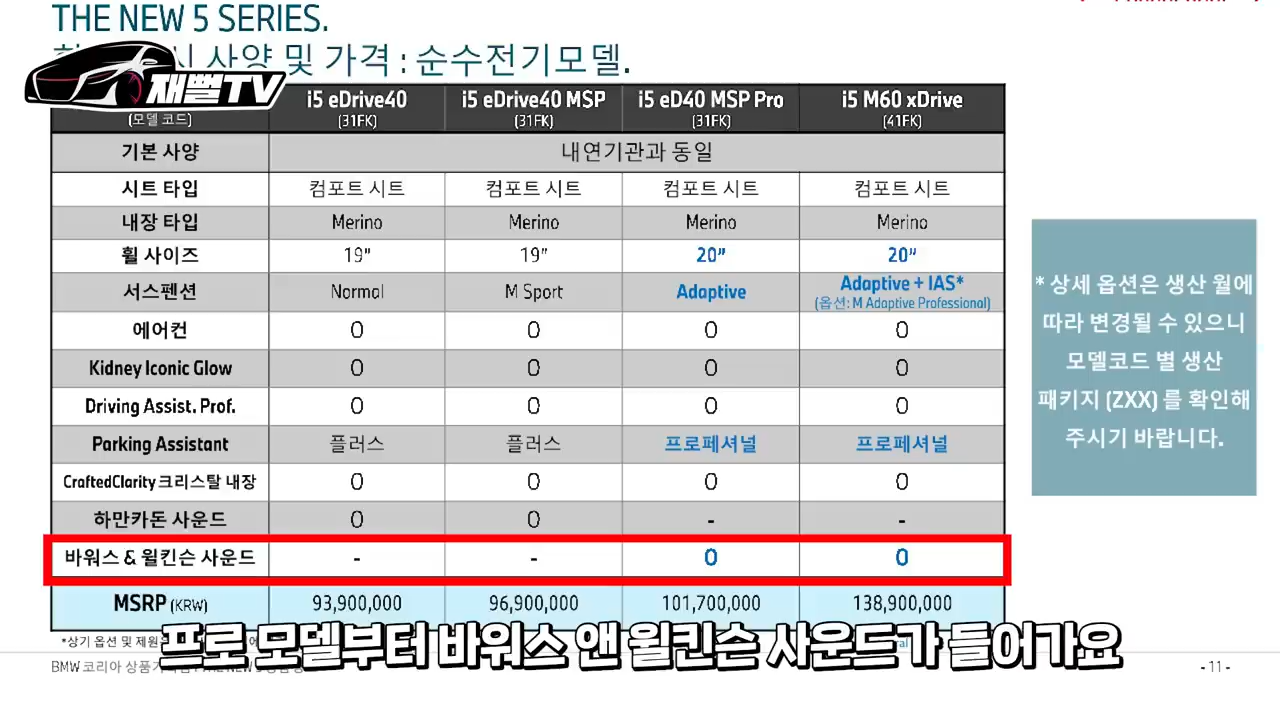 THE NEW 5 SERIES.
사양 및 가격 : 순수전기모델.
재뻘TV
(모델 코드) i5 eDrive40 (31FK) i5 eDrive40 MSP (31FK) i5 eD40 MSP Pro (31FK) i5 M60 xDrive (41FK)
기본 사양 내연기관과 동일
시트 타입 컴포트 시트 컴포트 시트 컴포트 시트 컴포트 시트
내장 타입 Merino Merino Merino Merino
휠 사이즈 19" 19" 20" 20"
서스펜션 Normal M Sport Adaptive Adaptive + IAS* (옵션: M Adaptive Professional)
에어컨 O O O O
Kidney Iconic Glow O O O O
Driving Assist. Prof. O O O O
Parking Assistant 플러스 플러스 프로페셔널 프로페셔널
CraftedClarity 크리스탈 내장 O O O O
하만카돈 사운드 O O - -
바워스 & 윌킨슨 사운드 - - O O
MSRP (KRW) 93,900,000 96,900,000 101,700,000 138,900,000
* 상세 옵션은 생산 월에
따라 변경될 수 있으니
모델코드 별 생산
패키지 (ZXX) 를 확인해
주시기 바랍니다.
*상기 옵션 및 제원은
프로 모델부터 바워스 앤 윌킨슨 사운드가 들어가요
BMW 코리아 상품
- 11 -